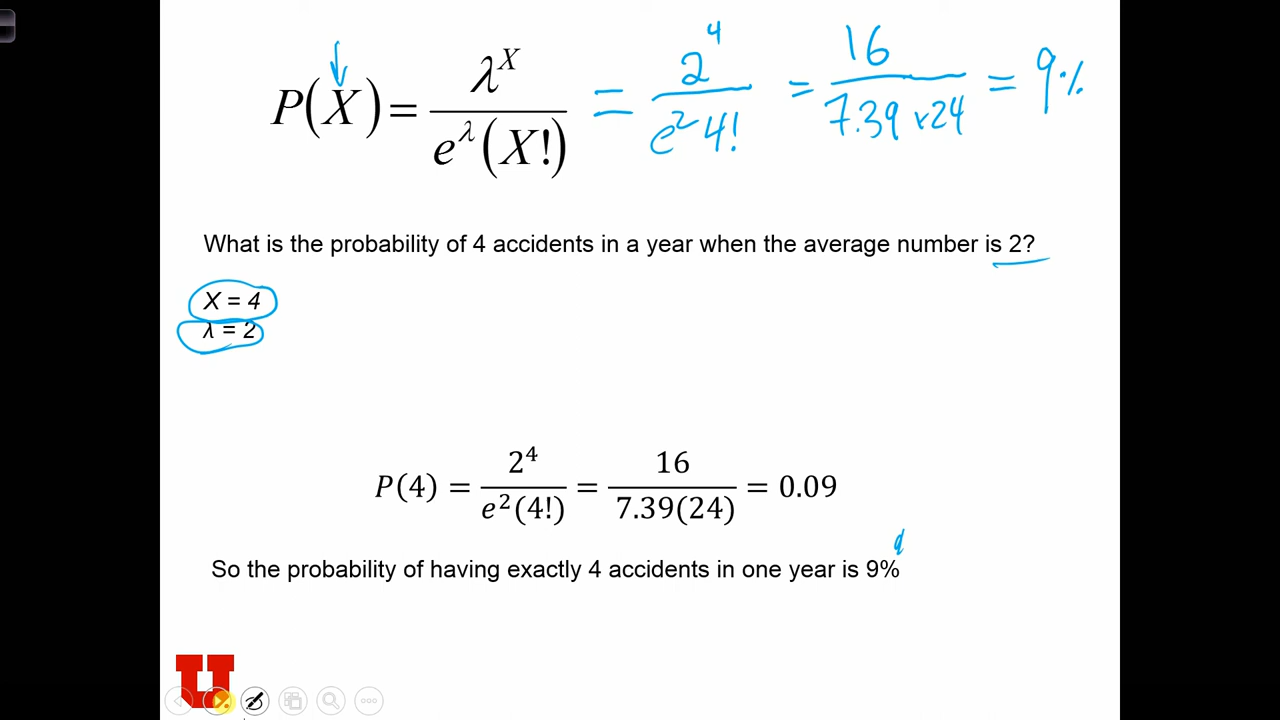 P(X) = λ^X / e^λ (X!) = 2^4 / e^2 4! = 16 / 7.39 x 24 = 9%
What is the probability of 4 accidents in a year when the average number is 2?
X = 4
λ = 2
P(4) = 2^4 / e^2(4!) = 16 / 7.39(24) = 0.09
So the probability of having exactly 4 accidents in one year is 9%
U